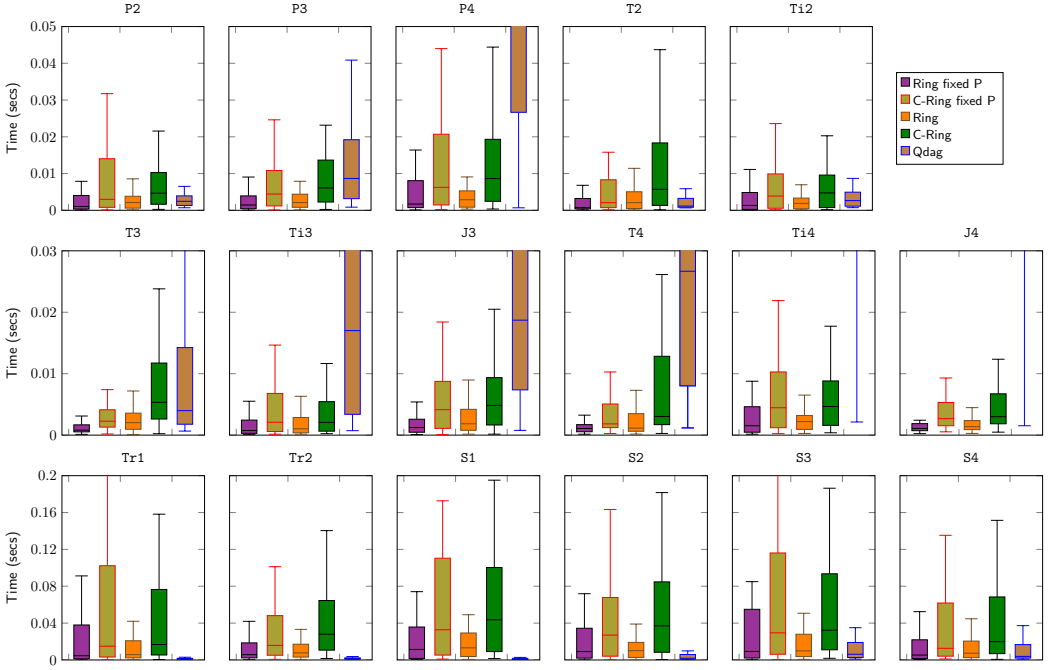 P2 P3 P4 T2 Ti2
0.05
0.04
0.03
0.02
0.01
0
Time (secs)
Ring fixed P
C-Ring fixed P
Ring
C-Ring
Qdag
T3 Ti3 J3 T4 Ti4 J4
0.03
0.02
0.01
0
Time (secs)
Tr1 Tr2 S1 S2 S3 S4
0.2
0.16
0.12
0.08
0.04
0
Time (secs)